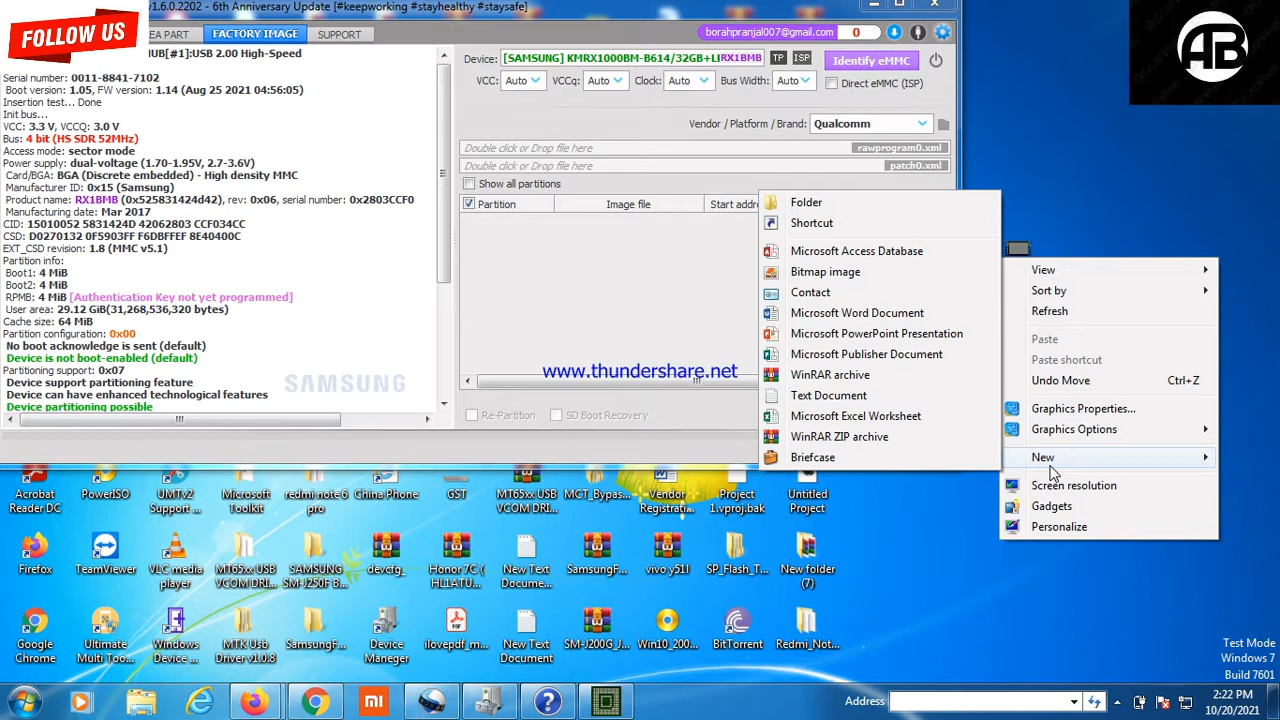 FOLLOW US
v1.6.0.2202 - 6th Anniversary Update [#keepworking #stayhealthy #staysafe]
EA PART
FACTORY IMAGE
SUPPORT
borahpranjal007@gmail.com
0
AB
HUB[#1]:USB 2.00 High-Speed
Serial number: 0011-8841-7102
Boot version: 1.05, FW version: 1.14 (Aug 25 2021 04:56:05)
Insertion test... Done
Init bus...
VCC: 3.3 V, VCCQ: 3.0 V
Bus: 4 bit (HS SDR 52MHz)
Access mode: sector mode
Power supply: dual-voltage (1.70-1.95V, 2.7-3.6V)
Card/BGA: BGA (Discrete embedded) - High density MMC
Manufacturer ID: 0x15 (Samsung)
Product name: RX1BMB (0x525831424d42), rev: 0x06, serial number: 0x2803CCF0
Manufacturing date: Mar 2017
CID: 15010052 5831424D 42062803 CCF034CC
CSD: D0270132 0F5903FF F6DBFFEF 8E40400C
EXT_CSD revision: 1.8 (MMC v5.1)
Partition info:
Boot1: 4 MiB
Boot2: 4 MiB
RPMB: 4 MiB [Authentication Key not yet programmed]
User area: 29.12 GiB(31,268,536,320 bytes)
Cache size: 64 MiB
Partition configuration: 0x00
No boot acknowledge is sent (default)
Device is not boot-enabled (default)
Partitioning support: 0x07
Device support partitioning feature
Device can have enhanced technological features
Device partitioning possible
SAMSUNG
Device: [SAMSUNG] KMRX1000BM-B614/32GB+LI RX1BMB TP ISP Identify eMMC
VCC: Auto VCCq: Auto Clock: Auto Bus Width: Auto Direct eMMC (ISP)
Vendor / Platform / Brand: Qualcomm
Double click or Drop file here rawprogram0.xml
Double click or Drop file here patch0.xml
Show all partitions
Partition Image file Start addre
www.thundershare.net
Re-Partition SD Boot Recovery
Folder
Shortcut
Microsoft Access Database
Bitmap image
Contact
Microsoft Word Document
Microsoft PowerPoint Presentation
Microsoft Publisher Document
WinRAR archive
Text Document
Microsoft Excel Worksheet
WinRAR ZIP archive
Briefcase
View
Sort by
Refresh
Paste
Paste shortcut
Undo Move Ctrl+Z
Graphics Properties...
Graphics Options
New
Screen resolution
Gadgets
Personalize
Acrobat Reader DC
PowerISO
UMTv2 Support ...
Microsoft Toolkit
redmi note 6 pro
China Phone
GST
MT65xx USB VCOM DRI...
MCT_Bypas...
Vendor Registrati...
Project 1.vproj.bak
Untitled Project
Firefox
TeamViewer
VLC media player
MT65XX USB VCOM DRI...
SAMSUNG SM-J250F B...
devcfg_
Honor 7C ( HL1ATU...
New Text Docume...
SamsungF...
vivo y51l
SP_Flash_T...
New folder (7)
Google Chrome
Ultimate Multi Too...
Windows Device ...
MTK Usb Driver v1.0.8
SamsungF...
Device Manager
ilovepdf_m...
New Text Document
SM-J200G_J...
Win10_200...
BitTorrent
Redmi_Not...
Test Mode
Windows 7
Build 7601
Address
2:22 PM
10/20/2021